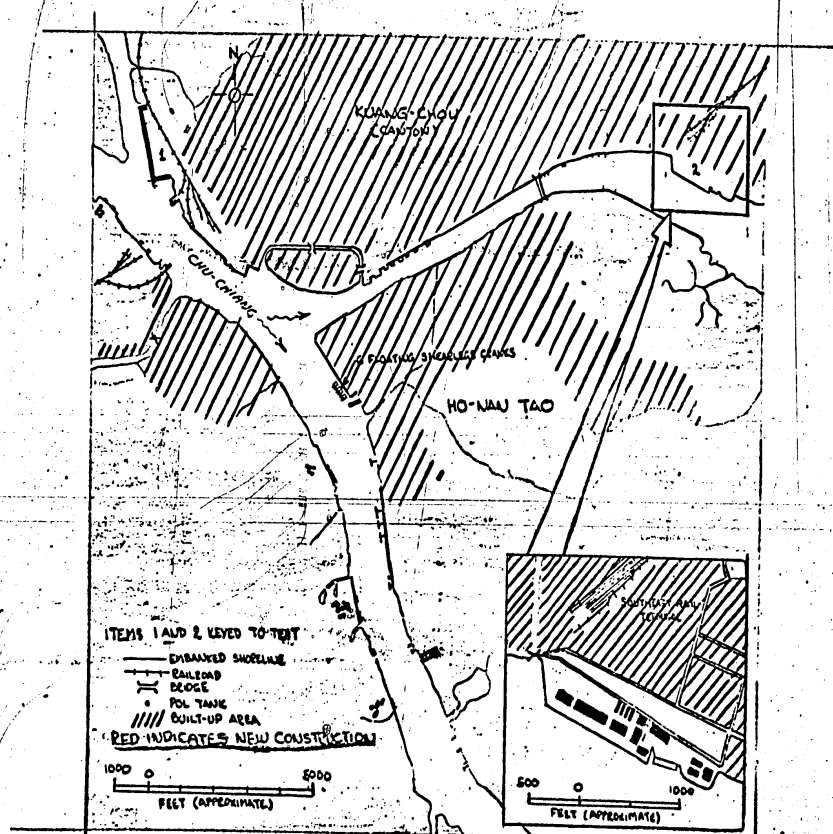 N
KUANG-CHOU
(CANTON)
1
2
CHU-CHIANG
2 FLOATING SHEARLEGS CRANES
HO-NAN TAO
SOUTHEAST RAIL
TERMINAL
ITEMS 1 AND 2 KEYED TO TEXT
EMBANKED SHORELINE
RAILROAD
BRIDGE
POL TANK
BUILT-UP AREA
RED INDICATES NEW CONSTRUCTION
1000 0 5000
FEET (APPROXIMATE)
500 0 1000
FEET (APPROXIMATE)